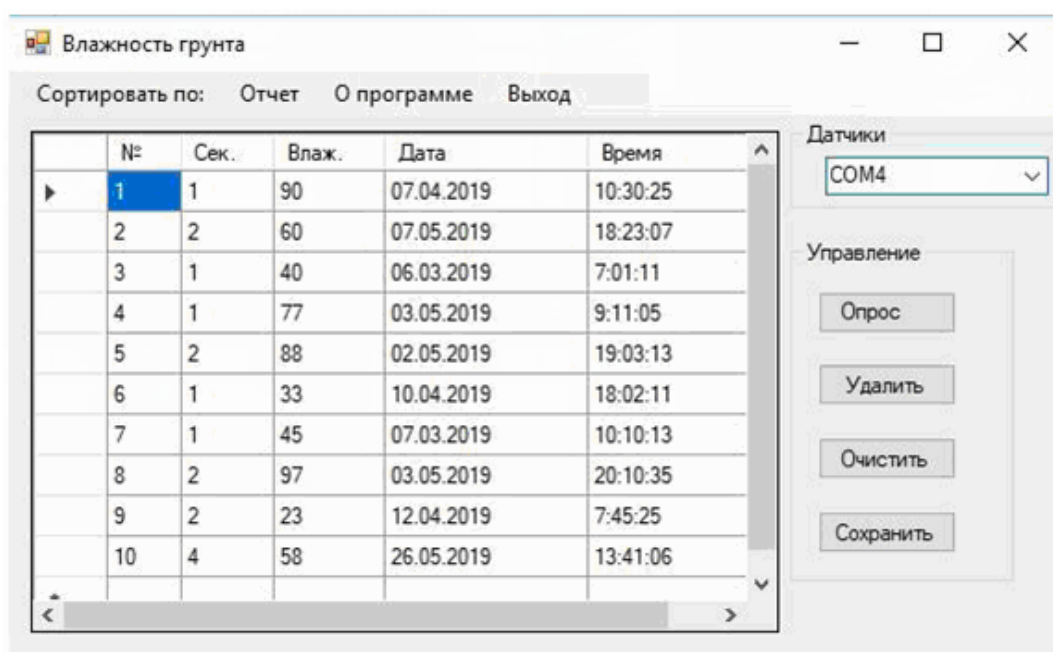 Влажность грунта
Сортировать по: Отчет О программе Выход
№ Сек. Влаж. Дата Время
1 1 90 07.04.2019 10:30:25
2 2 60 07.05.2019 18:23:07
3 1 40 06.03.2019 7:01:11
4 1 77 03.05.2019 9:11:05
5 2 88 02.05.2019 19:03:13
6 1 33 10.04.2019 18:02:11
7 1 45 07.03.2019 10:10:13
8 2 97 03.05.2019 20:10:35
9 2 23 12.04.2019 7:45:25
10 4 58 26.05.2019 13:41:06
Датчики
COM4
Управление
Опрос
Удалить
Очистить
Сохранить